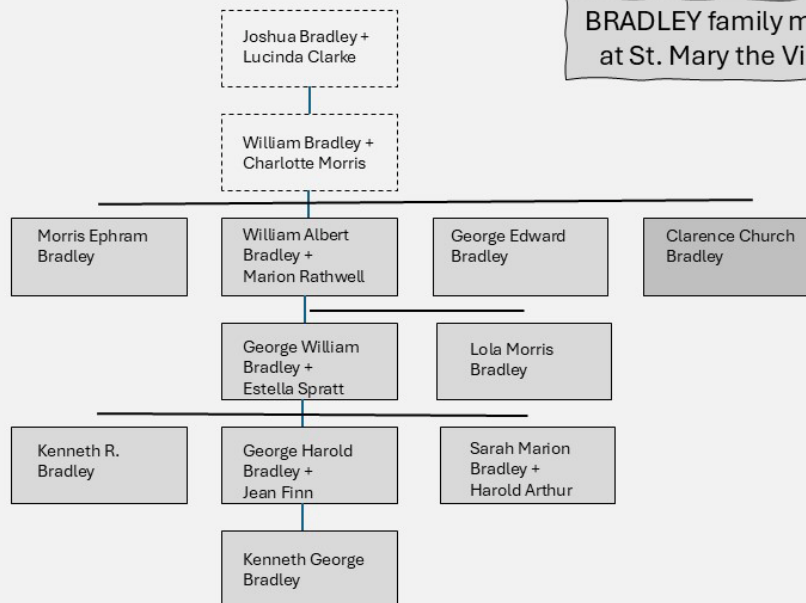 BRADLEY family m
at St. Mary the Vi
Joshua Bradley +
Lucinda Clarke
William Bradley +
Charlotte Morris
Morris Ephram
Bradley
William Albert
Bradley +
Marion Rathwell
George Edward
Bradley
Clarence Church
Bradley
George William
Bradley +
Estella Spratt
Lola Morris
Bradley
Kenneth R.
Bradley
George Harold
Bradley +
Jean Finn
Sarah Marion
Bradley +
Harold Arthur
Kenneth George
Bradley